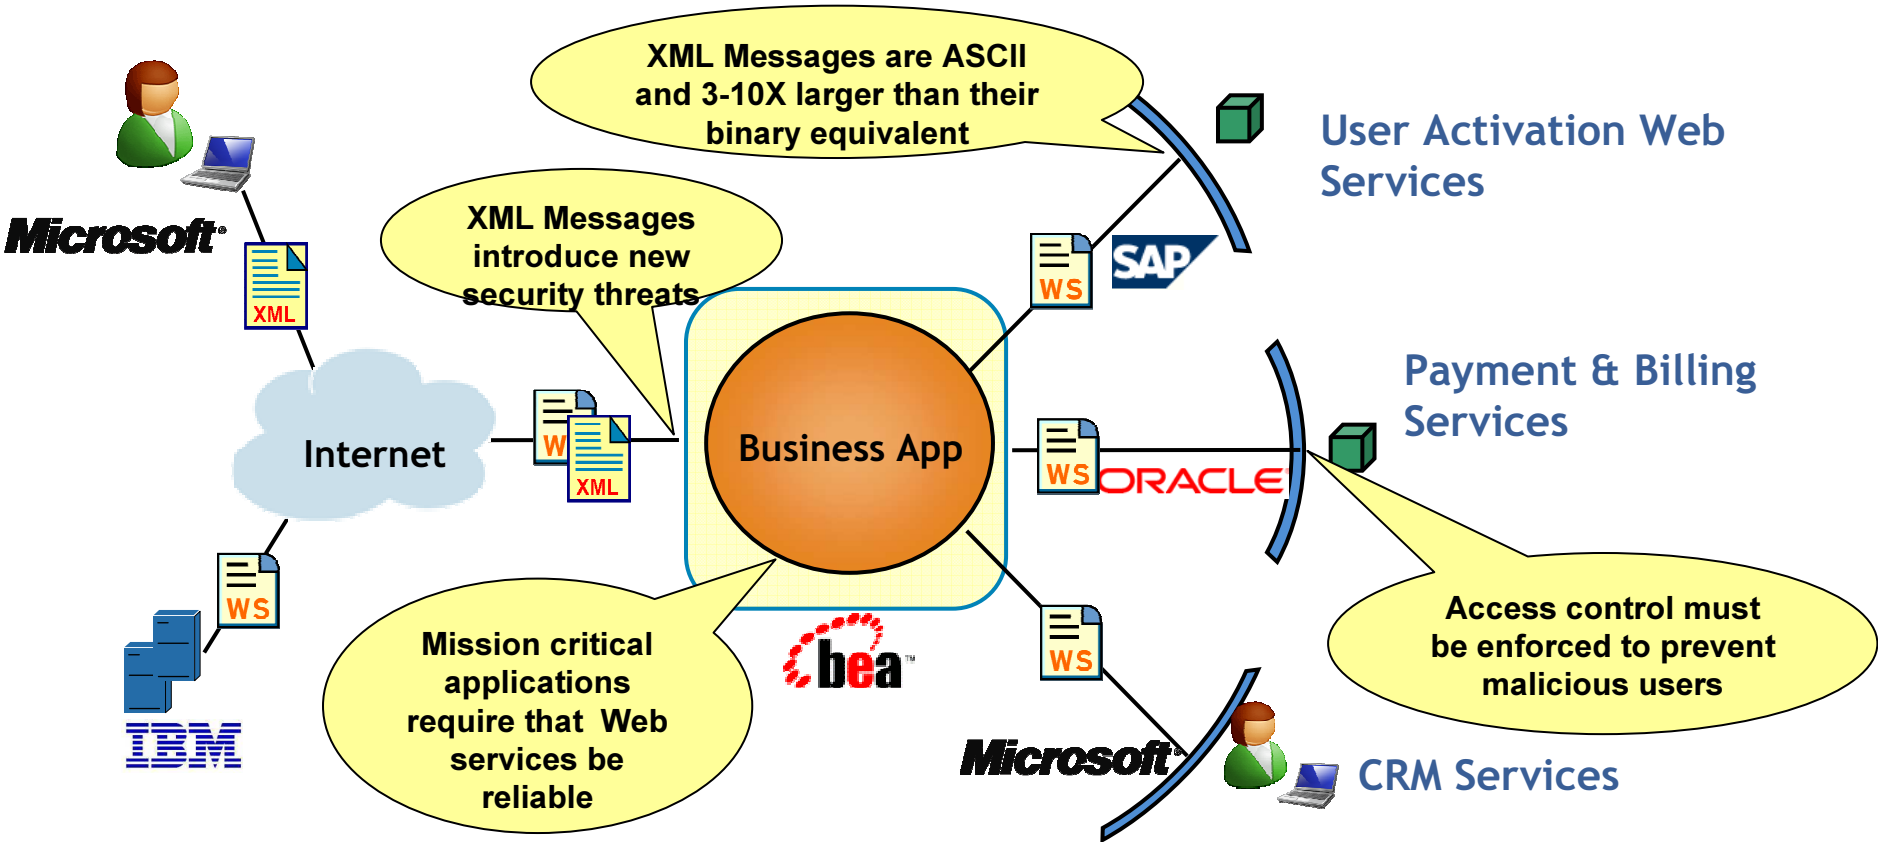 XML Messages are ASCII
and 3-10X larger than their
binary equivalent
User Activation Web
Services
XML Messages
introduce new
security threats
Microsoft®
XML
WS
SAP
Internet
W
XML
Business App
WS
ORACLE
Payment & Billing
Services
WS
IBM
Mission critical
applications
require that Web
services be
reliable
bea™
WS
Microsoft®
Access control must
be enforced to prevent
malicious users
CRM Services